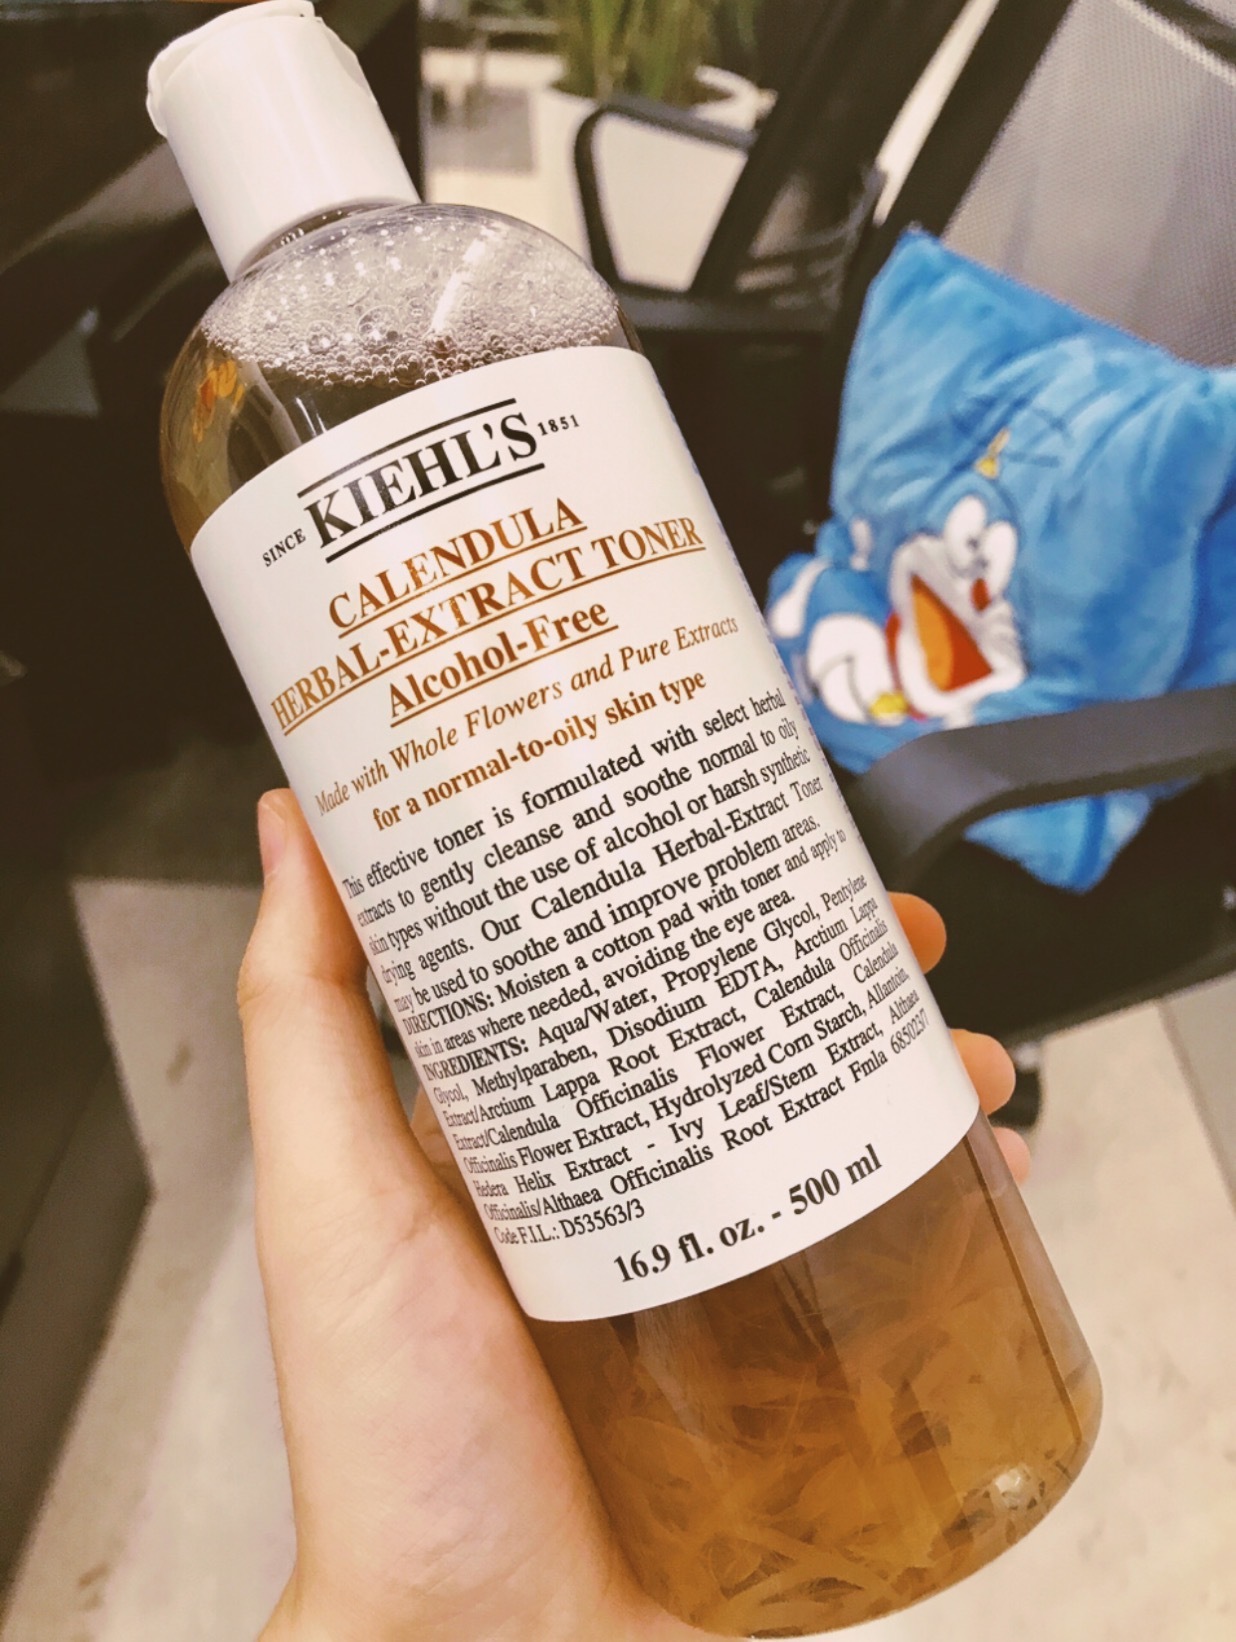 KIEHL'S
SINCE 1851
CALENDULA
HERBAL-EXTRACT TONER
Alcohol-Free
Made with Whole Flowers and Pure Extracts
for a normal-to-oily skin type
This effective toner is formulated with select herbal
extracts to gently cleanse and soothe normal to oily
skin types without the use of alcohol or harsh synthetic
drying agents. Our Calendula Herbal-Extract Toner
may be used to soothe and improve problem areas.
DIRECTIONS: Moisten a cotton pad with toner and apply to
skin in areas where needed, avoiding the eye area.
INGREDIENTS: Aqua/Water, Propylene Glycol, Pentylene
Glycol, Methylparaben, Disodium EDTA, Arctium Lappa
Extract/Arctium Lappa Root Extract, Calendula Officinalis
Extract/Calendula Officinalis Flower Extract, Calendula
Officinalis Flower Extract, Hydrolyzed Corn Starch, Allantoin,
Hedera Helix Extract - Ivy Leaf/Stem Extract, Althaea
Officinalis/Althaea Officinalis Root Extract Fmla 6850237
Code F.I.L.: D53563/3
16.9 fl. oz. - 500 ml